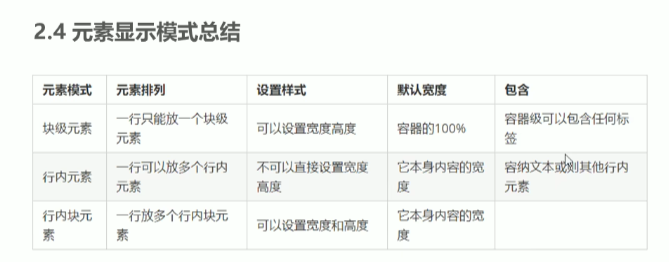 2.4 元素显示模式总结
元素模式 元素排列 设置样式 默认宽度 包含
块级元素 一行只能放一个块级元素 可以设置宽度高度 容器的100% 容器级可以包含任何标签
行内元素 一行可以放多个行内元素 不可以直接设置宽度高度 它本身内容的宽度 容纳文本或则其他行内元素
行内块元素 一行放多个行内块元素 可以设置宽度和高度 它本身内容的宽度